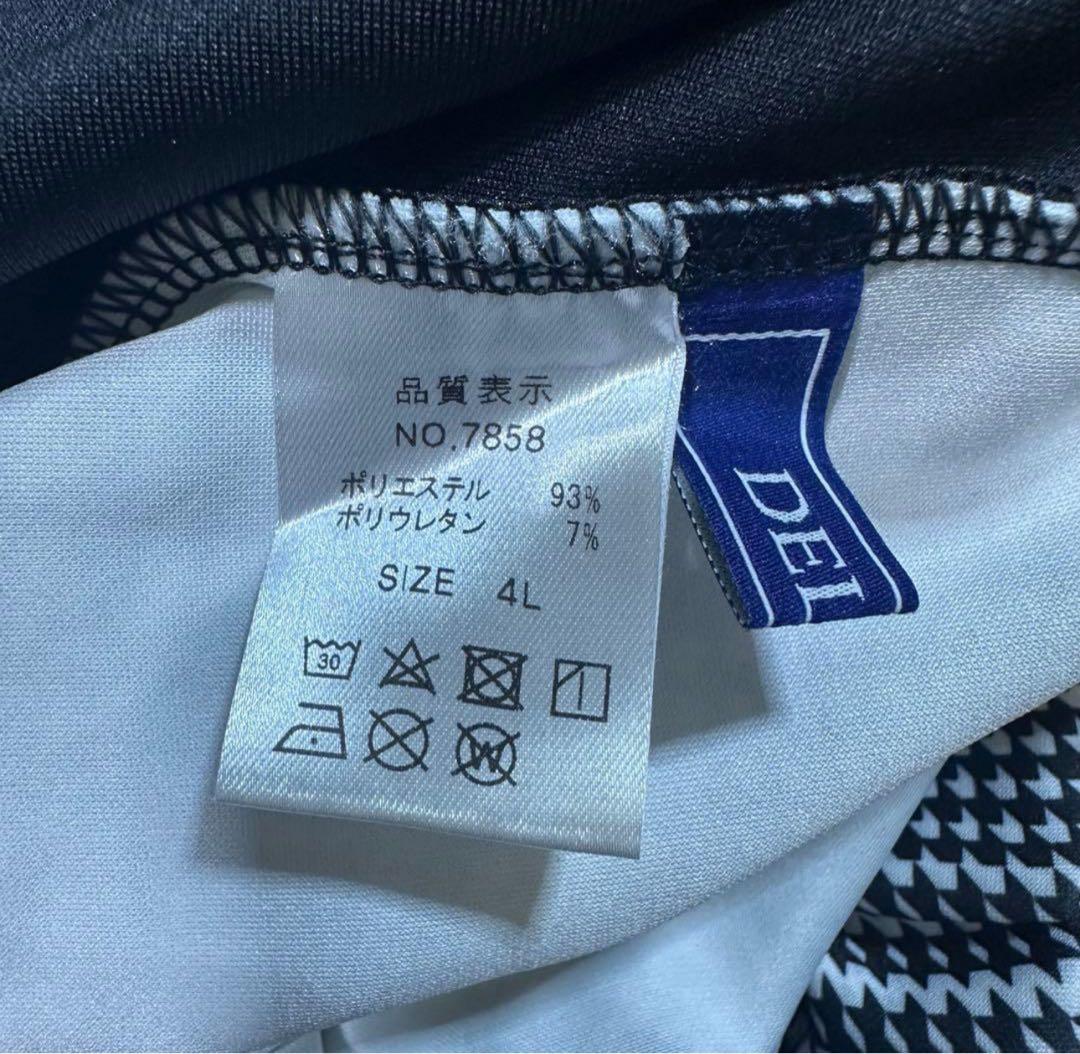 品質表示
NO.7858
ポリエステル 93%
ポリウレタン 7%
SIZE 4L
30
W
DEI